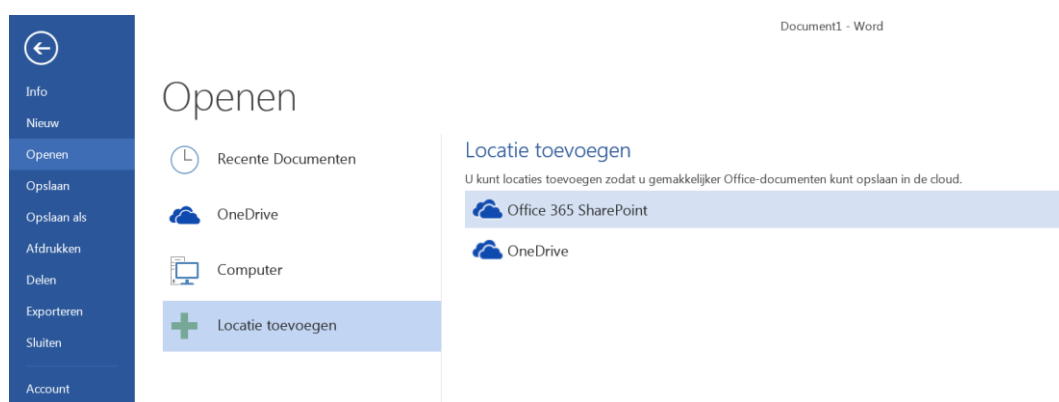 Document1 - Word
Info
Nieuw
Openen
Opslaan
Opslaan als
Afdrukken
Delen
Exporteren
Sluiten
Account
Openen
Recente Documenten
OneDrive
Computer
Locatie toevoegen
Locatie toevoegen
U kunt locaties toevoegen zodat u gemakkelijker Office-documenten kunt opslaan in de cloud.
Office 365 SharePoint
OneDrive